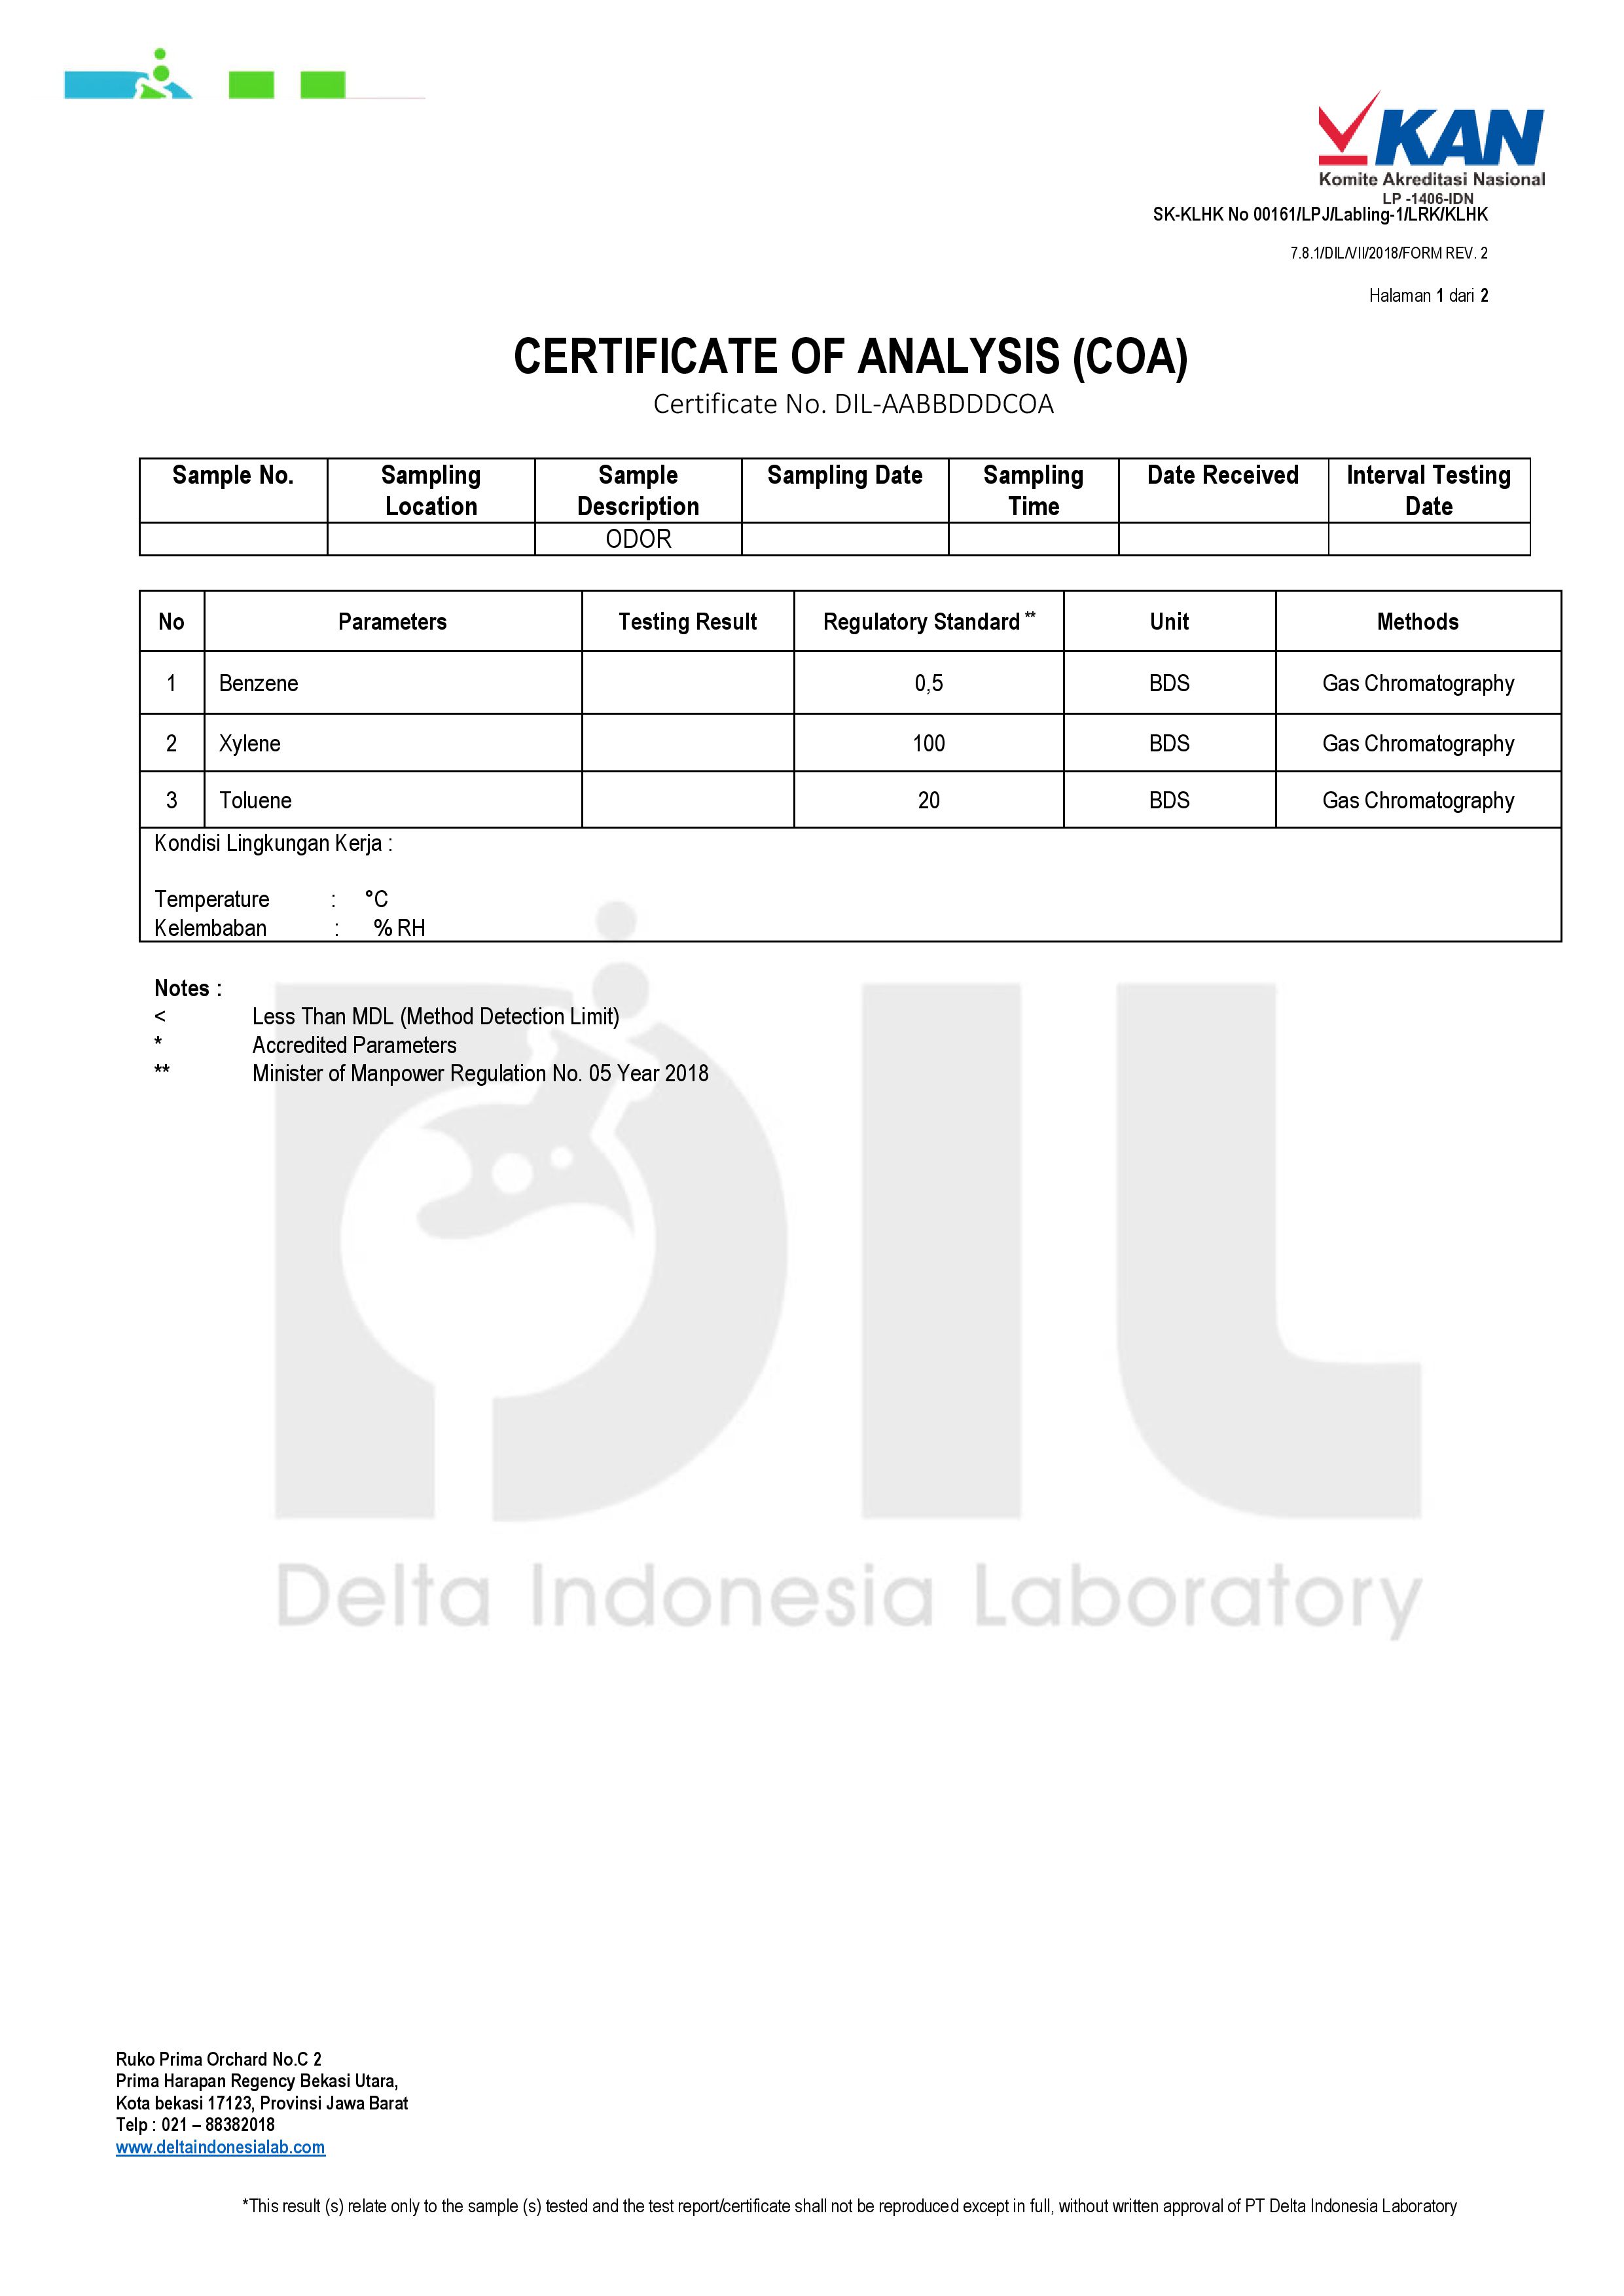 KAN
Komite Akreditasi Nasional
LP -1406-IDN
SK-KLHK No 00161/LPJ/Labling-1/LRK/KLHK
7.8.1/DIL/VII/2018/FORM REV. 2
Halaman 1 dari 2
CERTIFICATE OF ANALYSIS (COA)
Certificate No. DIL-AABBDDDCOA
Sample No. Sampling Location Sample Description Sampling Date Sampling Time Date Received Interval Testing Date
ODOR
No Parameters Testing Result Regulatory Standard ** Unit Methods
1 Benzene 0,5 BDS Gas Chromatography
2 Xylene 100 BDS Gas Chromatography
3 Toluene 20 BDS Gas Chromatography
Kondisi Lingkungan Kerja :
Temperature : °C
Kelembaban : % RH
Notes :
< Less Than MDL (Method Detection Limit)
* Accredited Parameters
** Minister of Manpower Regulation No. 05 Year 2018
DIL
Delta Indonesia Laboratory
Ruko Prima Orchard No.C 2
Prima Harapan Regency Bekasi Utara,
Kota bekasi 17123, Provinsi Jawa Barat
Telp : 021 – 88382018
www.deltaindonesialab.com
*This result (s) relate only to the sample (s) tested and the test report/certificate shall not be reproduced except in full, without written approval of PT Delta Indonesia Laboratory